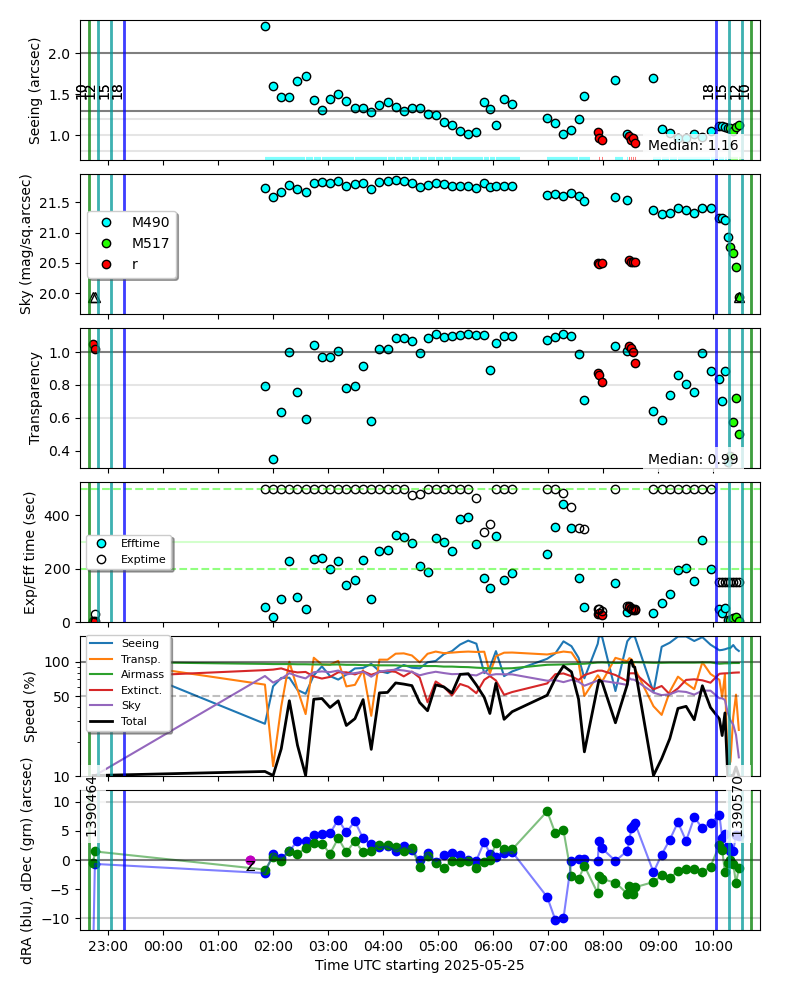 Seeing (arcsec)
2.0
1.5
1.0
10
12
15
18
18
15
12
10
Median: 1.16
Sky (mag/sq.arcsec)
21.5
21.0
20.5
20.0
M490
M517
r
Transparency
1.0
0.8
0.6
0.4
Median: 0.99
Exp/Eff time (sec)
400
200
0
Efftime
Exptime
Speed (%)
100
50
10
Seeing
Transp.
Airmass
Extinct.
Sky
Total
dRA (blu), dDec (grn) (arcsec)
10
5
0
−5
−10
1390464
2
1390570
23:00
00:00
01:00
02:00
03:00
04:00
05:00
06:00
07:00
08:00
09:00
10:00
Time UTC starting 2025-05-25